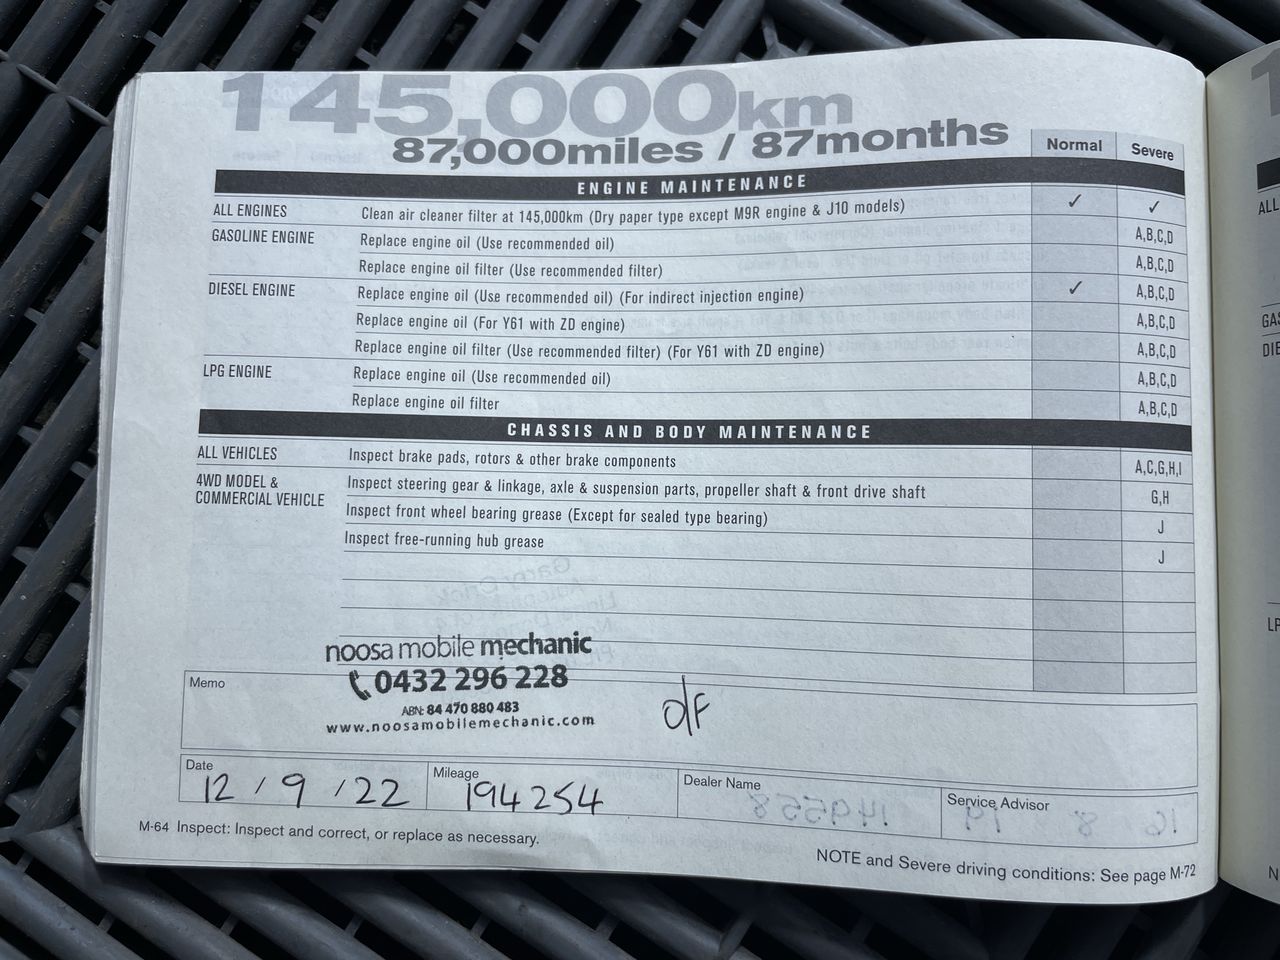 145,000km
87,000miles / 87months
Normal Severe
ENGINE MAINTENANCE
ALL ENGINES Clean air cleaner filter at 145,000km (Dry paper type except M9R engine & J10 models) ✓ ✓
GASOLINE ENGINE Replace engine oil (Use recommended oil) A,B,C,D
Replace engine oil filter (Use recommended filter) A,B,C,D
DIESEL ENGINE Replace engine oil (Use recommended oil) (For indirect injection engine) ✓ A,B,C,D
Replace engine oil (For Y61 with ZD engine) A,B,C,D
Replace engine oil filter (Use recommended filter) (For Y61 with ZD engine) A,B,C,D
LPG ENGINE Replace engine oil (Use recommended oil) A,B,C,D
Replace engine oil filter A,B,C,D
CHASSIS AND BODY MAINTENANCE
ALL VEHICLES Inspect brake pads, rotors & other brake components A,C,G,H,I
4WD MODEL & Inspect steering gear & linkage, axle & suspension parts, propeller shaft & front drive shaft G,H
COMMERCIAL VEHICLE
Inspect front wheel bearing grease (Except for sealed type bearing) J
Inspect free-running hub grease J
noosa mobile mechanic
0432 296 228
ABN: 84 470 880 483
www.noosamobilemechanic.com
Memo
Date 12 / 9 / 22 Mileage 194254 Dealer Name Service Advisor
M-64 Inspect: Inspect and correct, or replace as necessary.
NOTE and Severe driving conditions: See page M-72